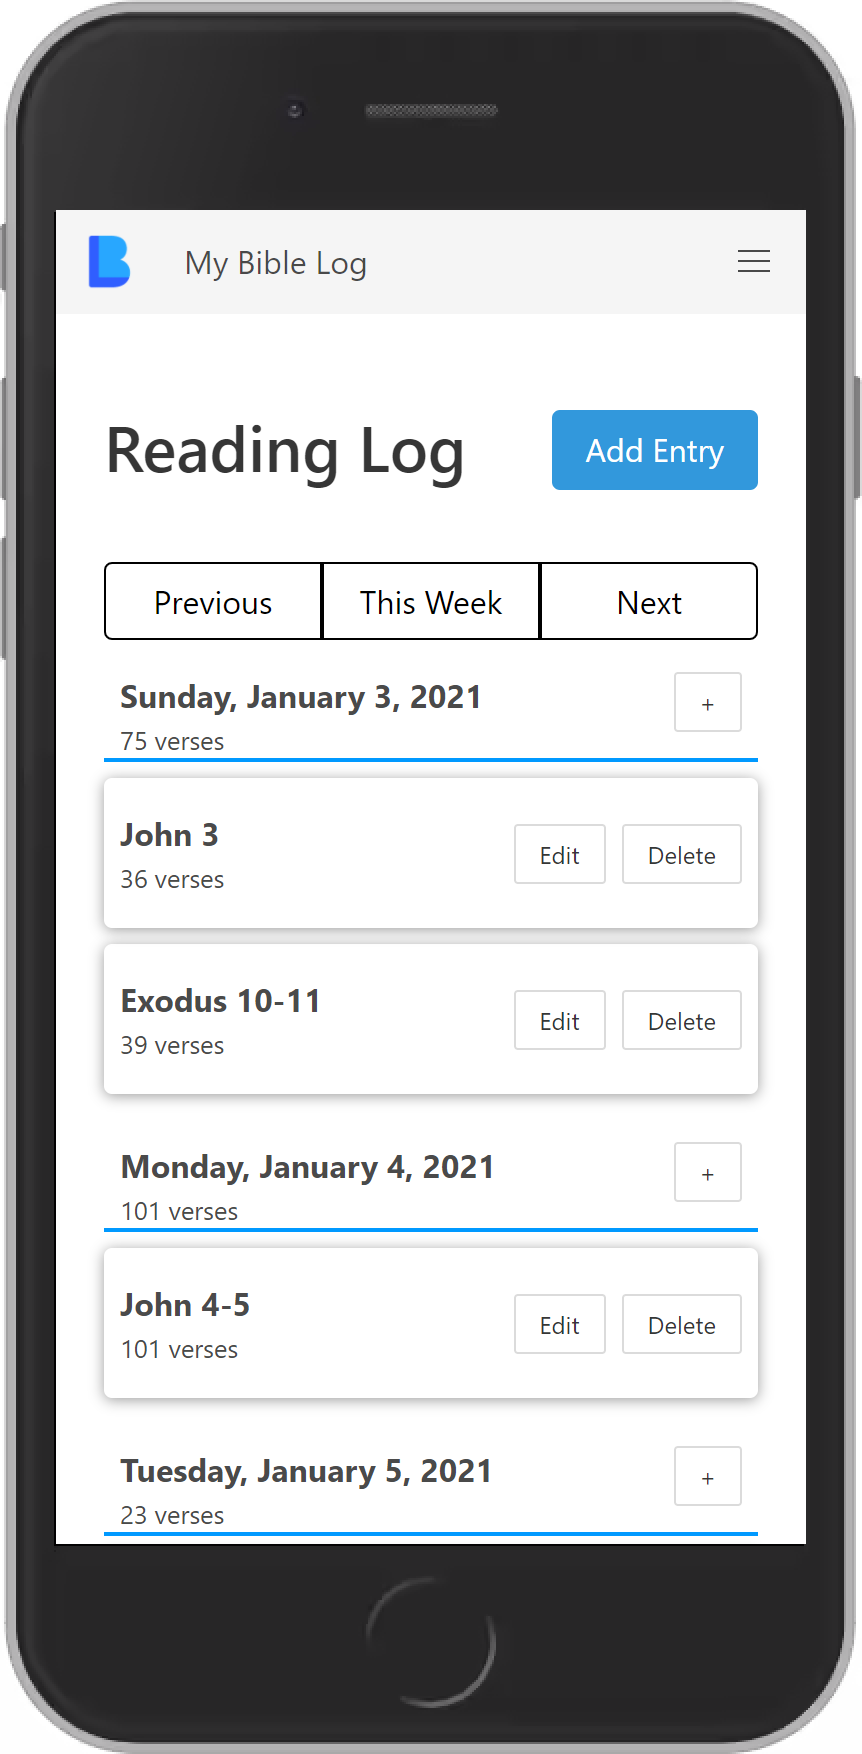 My Bible Log
Reading Log
Add Entry
Previous
This Week
Next
Sunday, January 3, 2021
+
75 verses
John 3
36 verses
Edit
Delete
Exodus 10-11
39 verses
Edit
Delete
Monday, January 4, 2021
+
101 verses
John 4-5
101 verses
Edit
Delete
Tuesday, January 5, 2021
+
23 verses